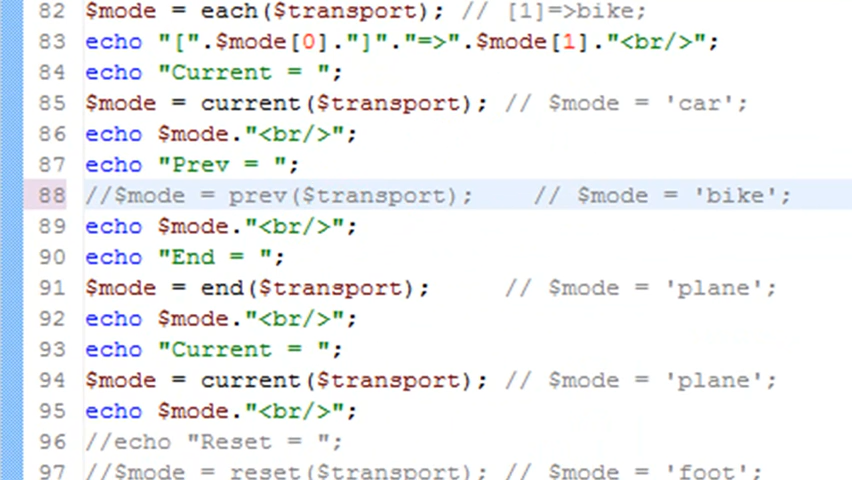 82 $mode = each($transport); // [1]=>bike;
83 echo "[".$mode[0]."]"."=>".$mode[1]."<br/>";
84 echo "Current = ";
85 $mode = current($transport); // $mode = 'car';
86 echo $mode."<br/>";
87 echo "Prev = ";
88 //$mode = prev($transport);    // $mode = 'bike';
89 echo $mode."<br/>";
90 echo "End = ";
91 $mode = end($transport);     // $mode = 'plane';
92 echo $mode."<br/>";
93 echo "Current = ";
94 $mode = current($transport); // $mode = 'plane';
95 echo $mode."<br/>";
96 //echo "Reset = ";
97 //$mode = reset($transport); // $mode = 'foot';